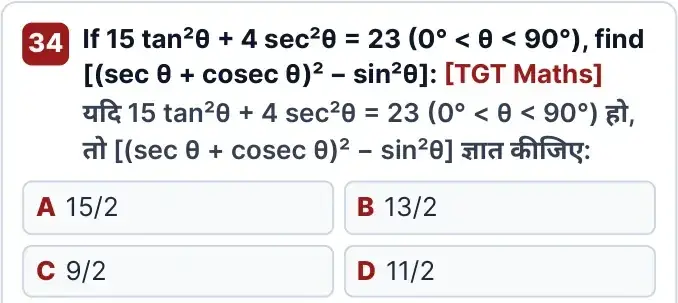 34 If 15 tan²θ + 4 sec²θ = 23 (0° < θ < 90°), find
[(sec θ + cosec θ)² − sin²θ]: [TGT Maths]
यदि 15 tan²θ + 4 sec²θ = 23 (0° < θ < 90°) हो,
तो [(sec θ + cosec θ)² − sin²θ] ज्ञात कीजिए:
A 15/2
B 13/2
C 9/2
D 11/2